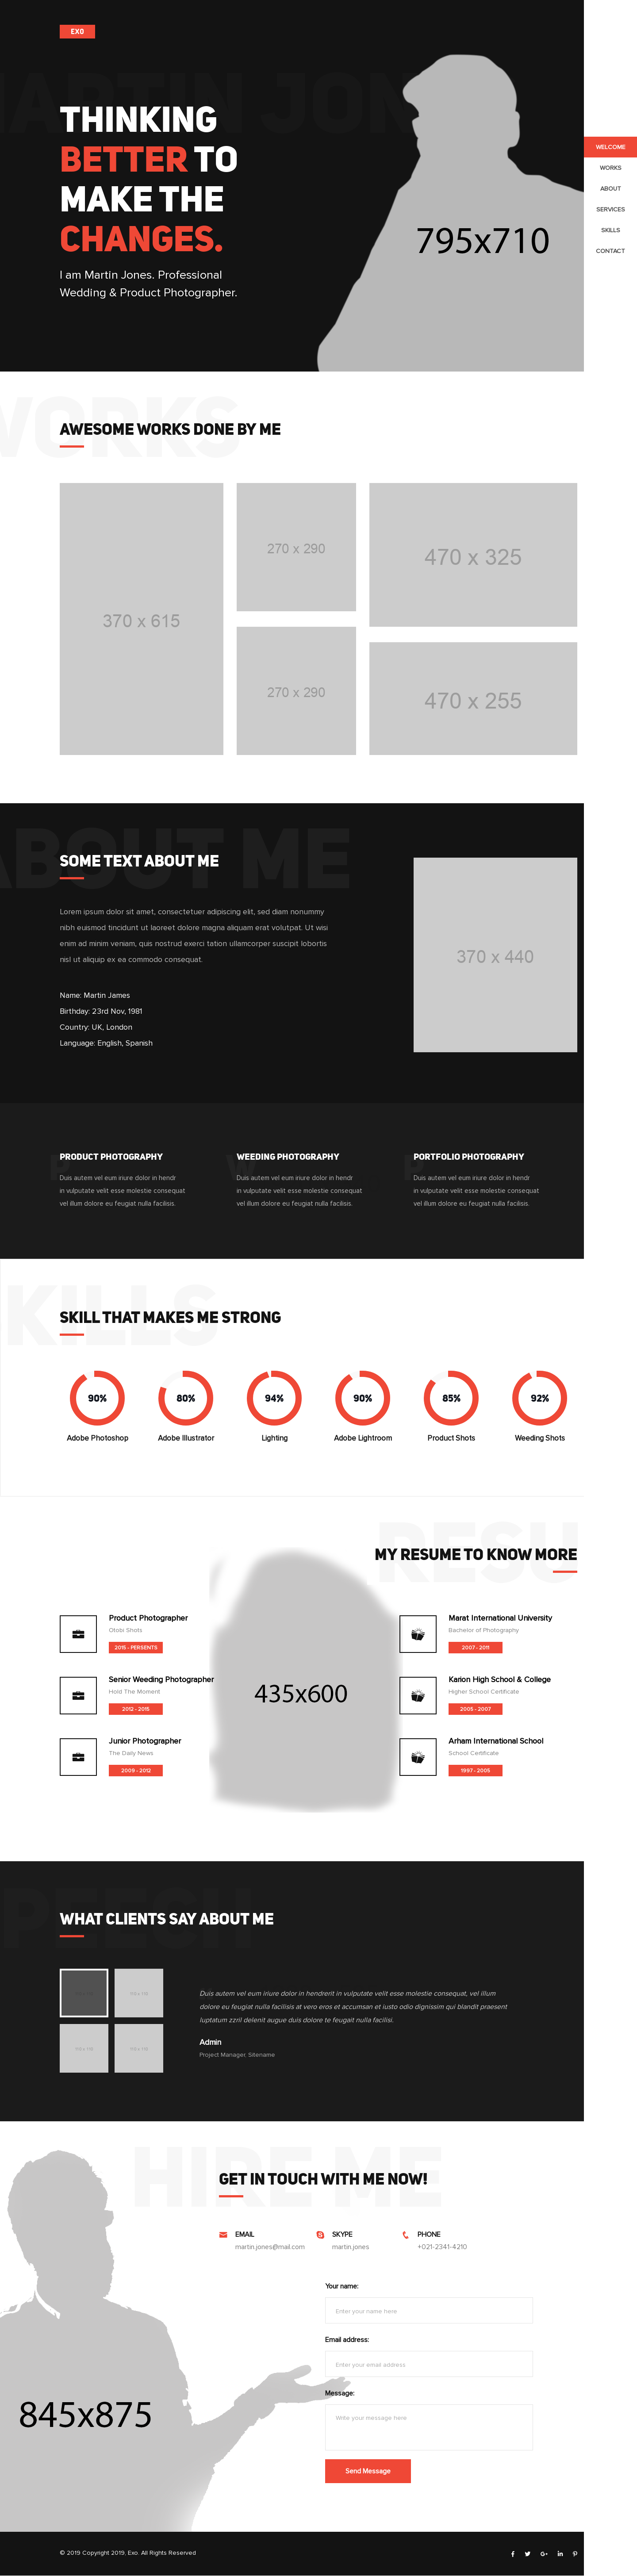 EXO
MARTIN JON
THINKING
BETTER TO
MAKE THE
CHANGES.
I am Martin Jones. Professional
Wedding & Product Photographer.
795x710
WELCOME
WORKS
ABOUT
SERVICES
SKILLS
CONTACT
WORKS
AWESOME WORKS DONE BY ME
370 x 615
270 x 290
470 x 325
270 x 290
470 x 255
ABOUT ME
SOME TEXT ABOUT ME
Lorem ipsum dolor sit amet, consectetuer adipiscing elit, sed diam nonummy
nibh euismod tincidunt ut laoreet dolore magna aliquam erat volutpat. Ut wisi
enim ad minim veniam, quis nostrud exerci tation ullamcorper suscipit lobortis
nisl ut aliquip ex ea commodo consequat.
Name: Martin James
Birthday: 23rd Nov, 1981
Country: UK, London
Language: English, Spanish
370 x 440
P
PRODUCT PHOTOGRAPHY
Duis autem vel eum iriure dolor in hendr
in vulputate velit esse molestie consequat
vel illum dolore eu feugiat nulla facilisis.
W
WEEDING PHOTOGRAPHY
Duis autem vel eum iriure dolor in hendr
in vulputate velit esse molestie consequat
vel illum dolore eu feugiat nulla facilisis.
P
PORTFOLIO PHOTOGRAPHY
Duis autem vel eum iriure dolor in hendr
in vulputate velit esse molestie consequat
vel illum dolore eu feugiat nulla facilisis.
KILLS
SKILL THAT MAKES ME STRONG
90%
Adobe Photoshop
80%
Adobe Illustrator
94%
Lighting
90%
Adobe Lightroom
85%
Product Shots
92%
Weeding Shots
RESU
MY RESUME TO KNOW MORE
Product Photographer
Otobi Shots
2015 - PERSENTS
Senior Weeding Photographer
Hold The Moment
2012 - 2015
Junior Photographer
The Daily News
2009 - 2012
435x600
Marat International University
Bachelor of Photography
2007 - 2011
Karion High School & College
Higher School Certificate
2005 - 2007
Arham International School
School Certificate
1997 - 2005
PEECH
WHAT CLIENTS SAY ABOUT ME
Duis autem vel eum iriure dolor in hendrerit in vulputate velit esse molestie consequat, vel illum
dolore eu feugiat nulla facilisis at vero eros et accumsan et iusto odio dignissim qui blandit praesent
luptatum zzril delenit augue duis dolore te feugait nulla facilisi.
Admin
Project Manager, Sitename
HIRE ME
GET IN TOUCH WITH ME NOW!
EMAIL
martin.jones@mail.com
SKYPE
martin.jones
PHONE
+021-2341-4210
Your name:
Enter your name here
Email address:
Enter your email address
Message:
Write your message here
Send Message
845x875
© 2019 Copyright 2019, Exo. All Rights Reserved